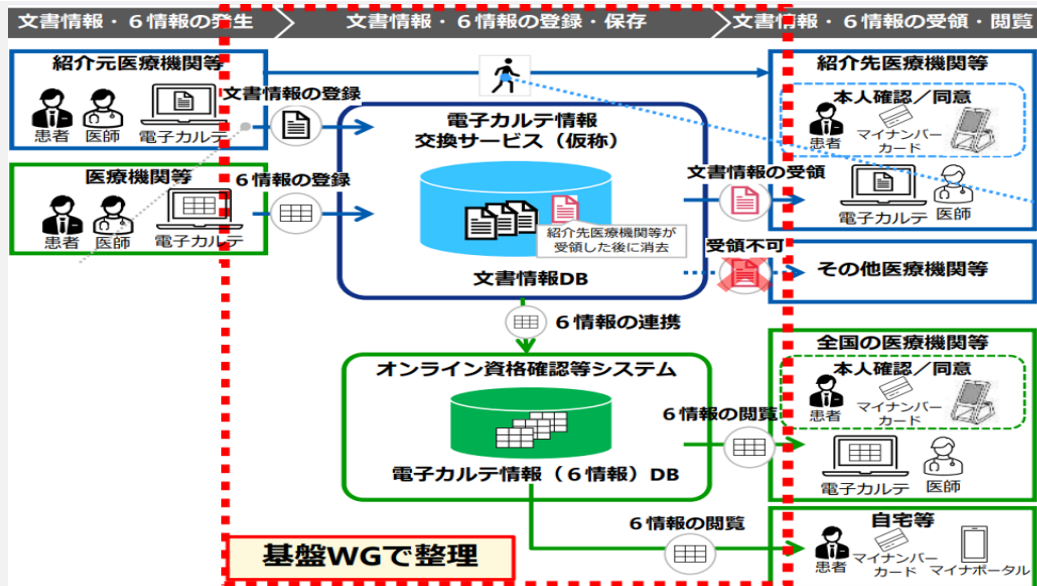 文書情報・6情報の発生
文書情報・6情報の登録・保存
文書情報・6情報の受領・閲覧
紹介元医療機関等
患者
医師
電子カルテ
文書情報の登録
医療機関等
患者
医師
電子カルテ
6情報の登録
電子カルテ情報
交換サービス（仮称）
紹介先医療機関等が
受領した後に消去
文書情報DB
文書情報の受領
受領不可
紹介先医療機関等
本人確認／同意
患者
マイナンバー
カード
電子カルテ
医師
その他医療機関等
6情報の連携
オンライン資格確認等システム
電子カルテ情報（6情報）DB
6情報の閲覧
全国の医療機関等
本人確認／同意
患者
マイナンバー
カード
電子カルテ
医師
6情報の閲覧
自宅等
患者
マイナンバー
カード
マイナポータル
基盤WGで整理